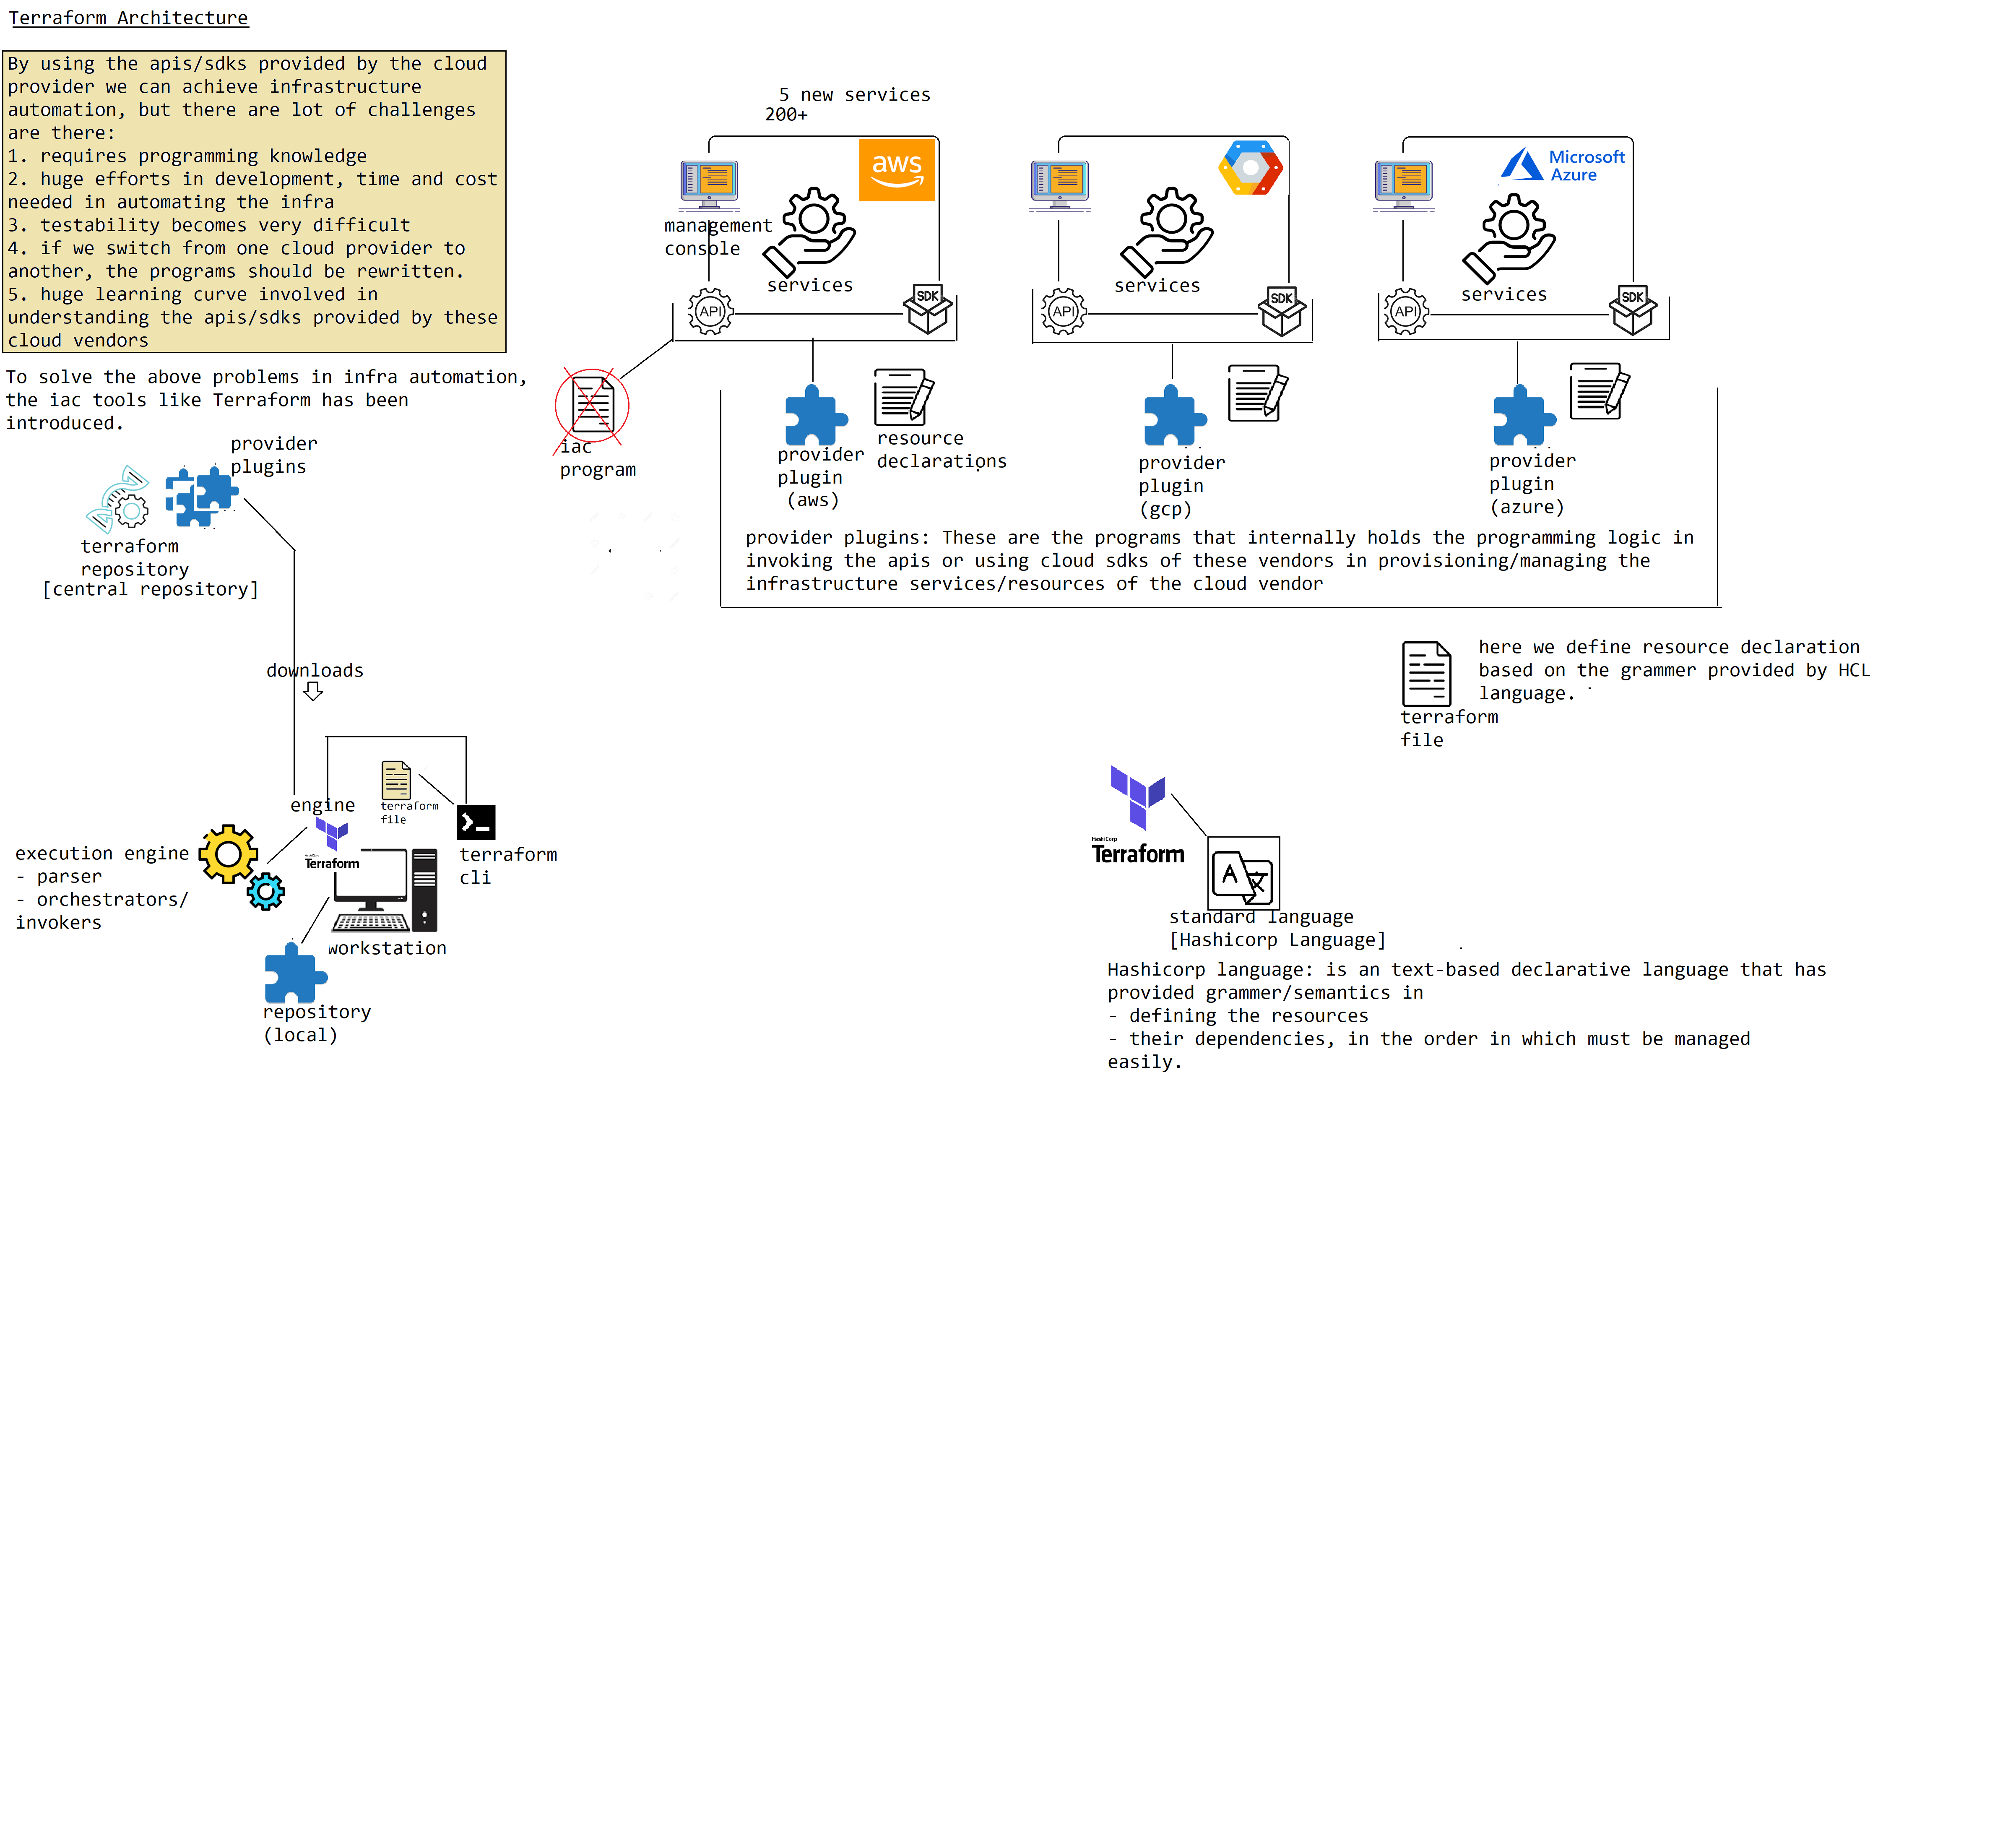 Terraform Architecture
By using the apis/sdks provided by the cloud
provider we can achieve infrastructure
automation, but there are lot of challenges
are there:
1. requires programming knowledge
2. huge efforts in development, time and cost
needed in automating the infra
3. testability becomes very difficult
4. if we switch from one cloud provider to
another, the programs should be rewritten.
5. huge learning curve involved in
understanding the apis/sdks provided by these
cloud vendors
To solve the above problems in infra automation,
the iac tools like Terraform has been
introduced.
provider
plugins
terraform
repository
[central repository]
downloads
engine
terraform
file
execution engine
- parser
- orchestrators/
invokers
HashiCorp
Terraform
terraform
cli
workstation
repository
(local)
5 new services
200+
aws
management
console
services
API
SDK
iac
program
provider
plugin
(aws)
resource
declarations
services
API
SDK
provider
plugin
(gcp)
Microsoft
Azure
services
API
SDK
provider
plugin
(azure)
provider plugins: These are the programs that internally holds the programming logic in
invoking the apis or using cloud sdks of these vendors in provisioning/managing the
infrastructure services/resources of the cloud vendor
here we define resource declaration
based on the grammer provided by HCL
language.
terraform
file
HashiCorp
Terraform
A 文
standard language
[Hashicorp Language]
Hashicorp language: is an text-based declarative language that has
provided grammer/semantics in
- defining the resources
- their dependencies, in the order in which must be managed
easily.